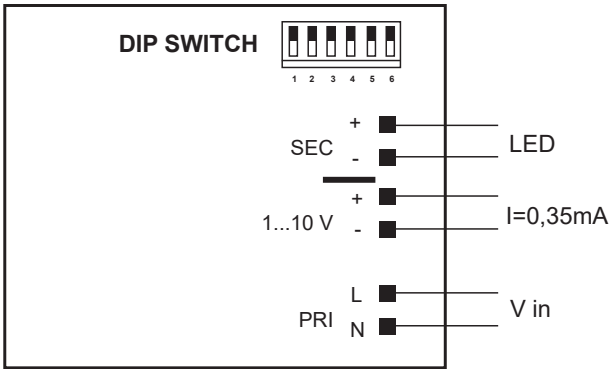 DIP SWITCH
1 2 3 4 5 6
+
SEC
-
LED
+
1...10 V
-
I=0,35mA
L
PRI
N
V in